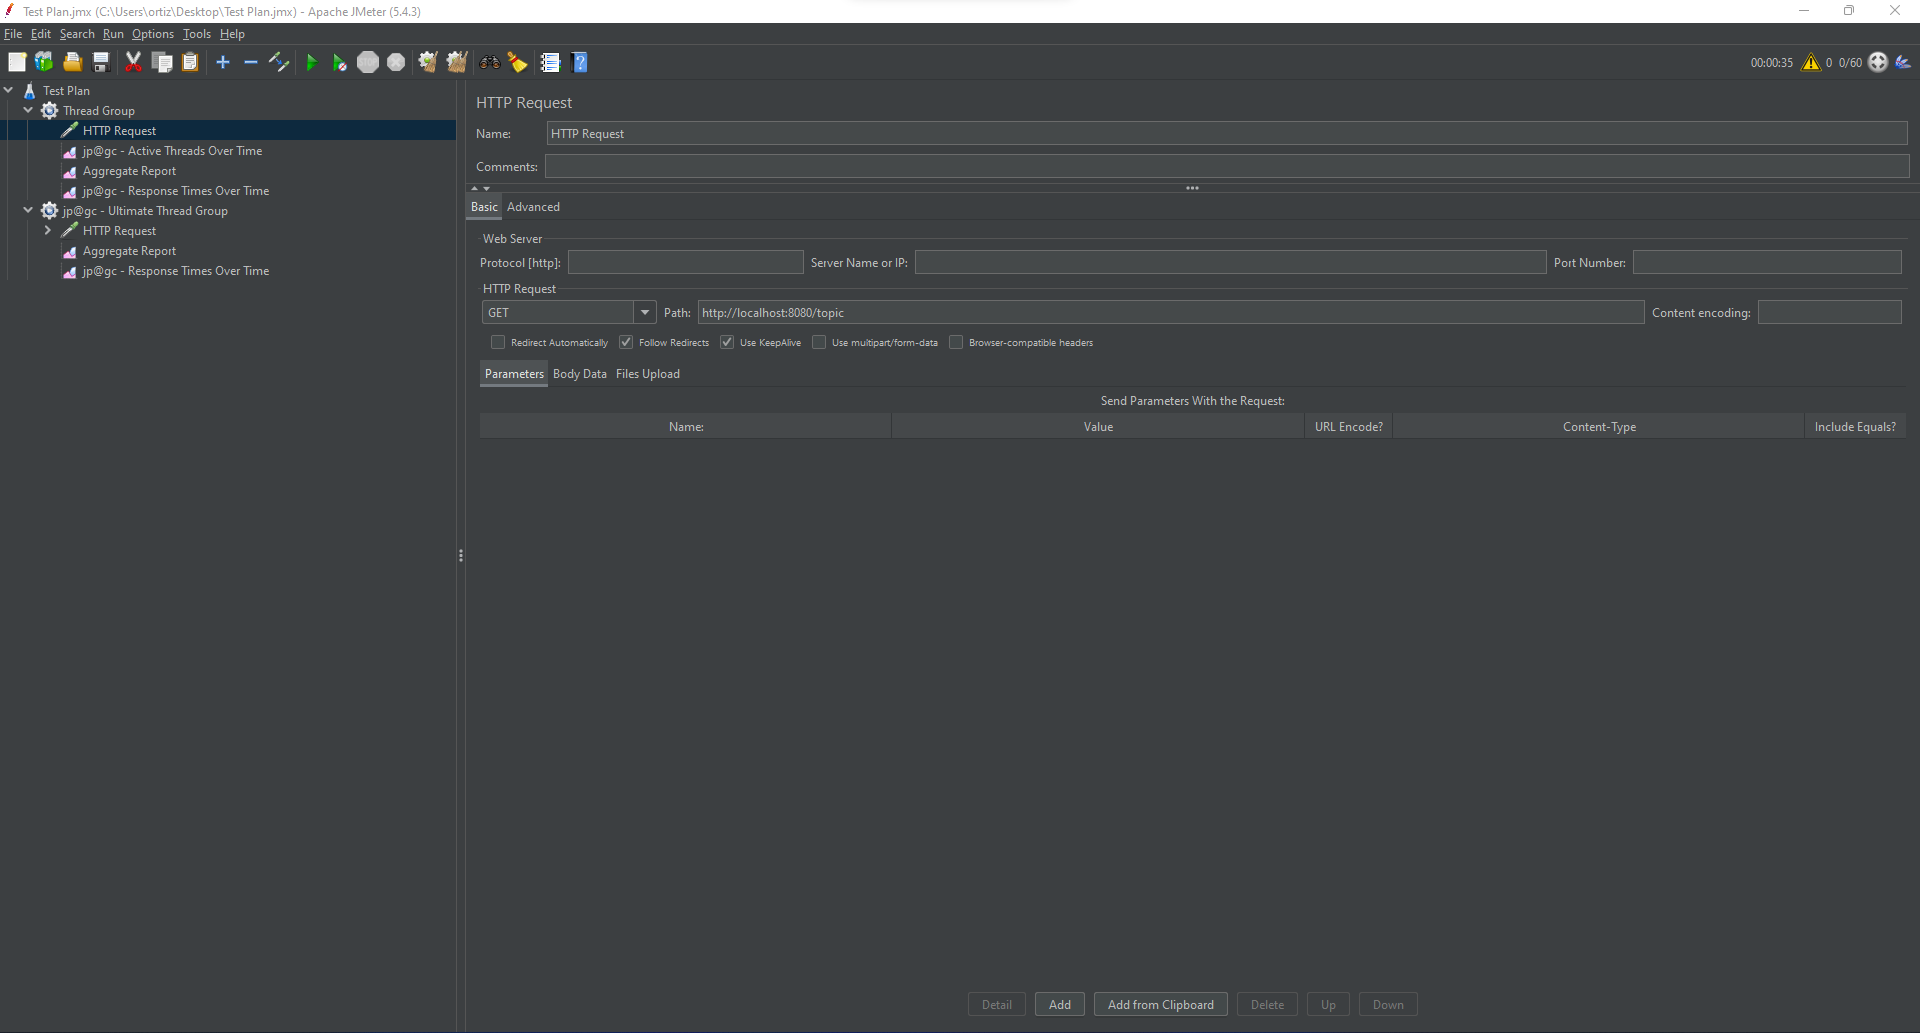 Test Plan.jmx (C:\Users\ortiz\Desktop\Test Plan.jmx) - Apache JMeter (5.4.3)
File Edit Search Run Options Tools Help
STOP
?
00:00:35 0 0/60
Test Plan
Thread Group
HTTP Request
jp@gc - Active Threads Over Time
Aggregate Report
jp@gc - Response Times Over Time
jp@gc - Ultimate Thread Group
HTTP Request
Aggregate Report
jp@gc - Response Times Over Time
HTTP Request
Name: HTTP Request
Comments:
Basic Advanced
Web Server
Protocol [http]: Server Name or IP: Port Number:
HTTP Request
GET Path: http://localhost:8080/topic Content encoding:
Redirect Automatically Follow Redirects Use KeepAlive Use multipart/form-data Browser-compatible headers
Parameters Body Data Files Upload
Send Parameters With the Request:
Name: Value URL Encode? Content-Type Include Equals?
Detail Add Add from Clipboard Delete Up Down